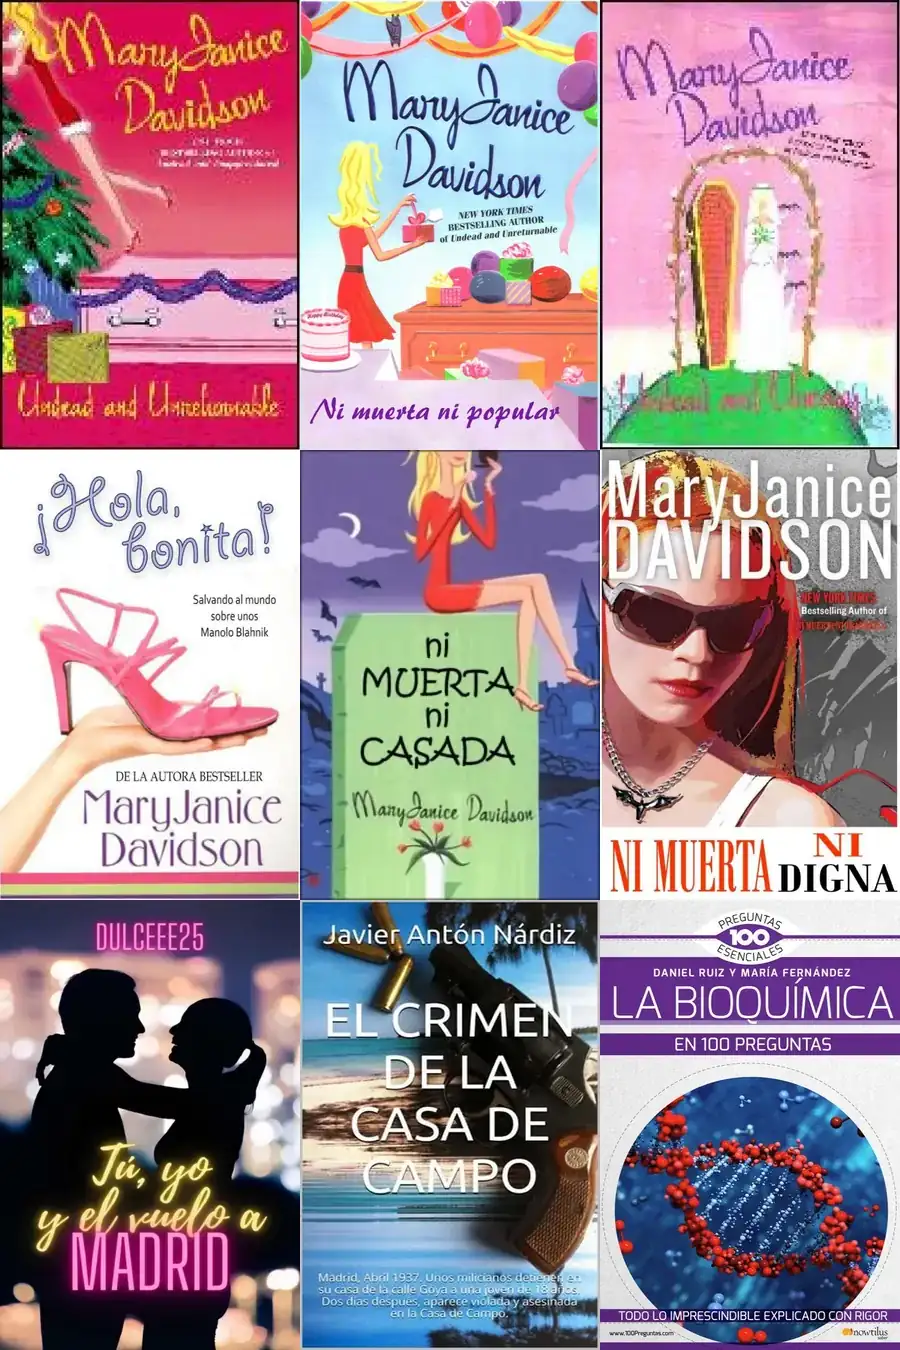 MaryJanice
Davidson
Undead and Unreturnable
MaryJanice
Davidson
NEW YORK TIMES
BESTSELLING AUTHOR
of Undead and Unreturnable
Happy Birthday
Ni muerta ni popular
MaryJanice
Davidson
Undead and
¡Hola,
bonita!
Salvando al mundo
sobre unos
Manolo Blahnik
DE LA AUTORA BESTSELLER
MaryJanice
Davidson
ni
MUERTA
ni
CASADA
MaryJanice Davidson
MaryJanice
DAVIDSON
NEW YORK TIMES
Bestselling Author of
NI MUERTA NI
DIGNA
DULCEEE25
Tú, yo
y el vuelo a
MADRID
Javier Antón Nárdiz
EL CRIMEN
DE LA
CASA DE
CAMPO
Madrid, Abril 1937. Unos milicianos detienen en
su casa de la calle Goya a una joven de 18 años.
Dos días después, aparece violada y asesinada
en la Casa de Campo.
PREGUNTAS
100
ESENCIALES
DANIEL RUIZ Y MARÍA FERNÁNDEZ
LA BIOQUÍMICA
EN 100 PREGUNTAS
TODO LO IMPRESCINDIBLE EXPLICADO CON RIGOR
www.100Preguntas.com
nowtilus
saber